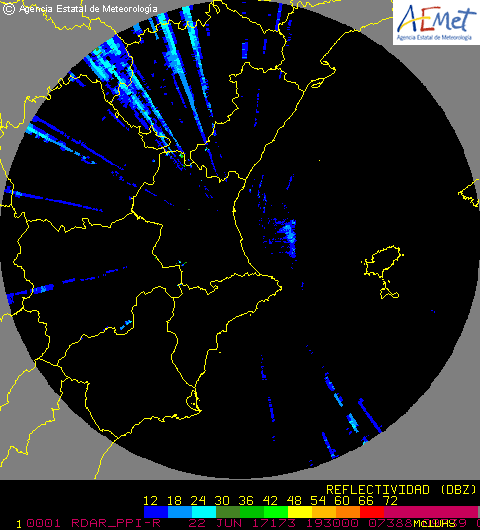 © Agencia Estatal de Meteorología
AEmet
Agencia Estatal de Meteorología
REFLECTIVIDAD (DBZ)
12 18 24 30 36 42 48 54 60 66 72
1 0001 RDAR_PPI-R 22 JUN 17173 193000 07388
McIDAS